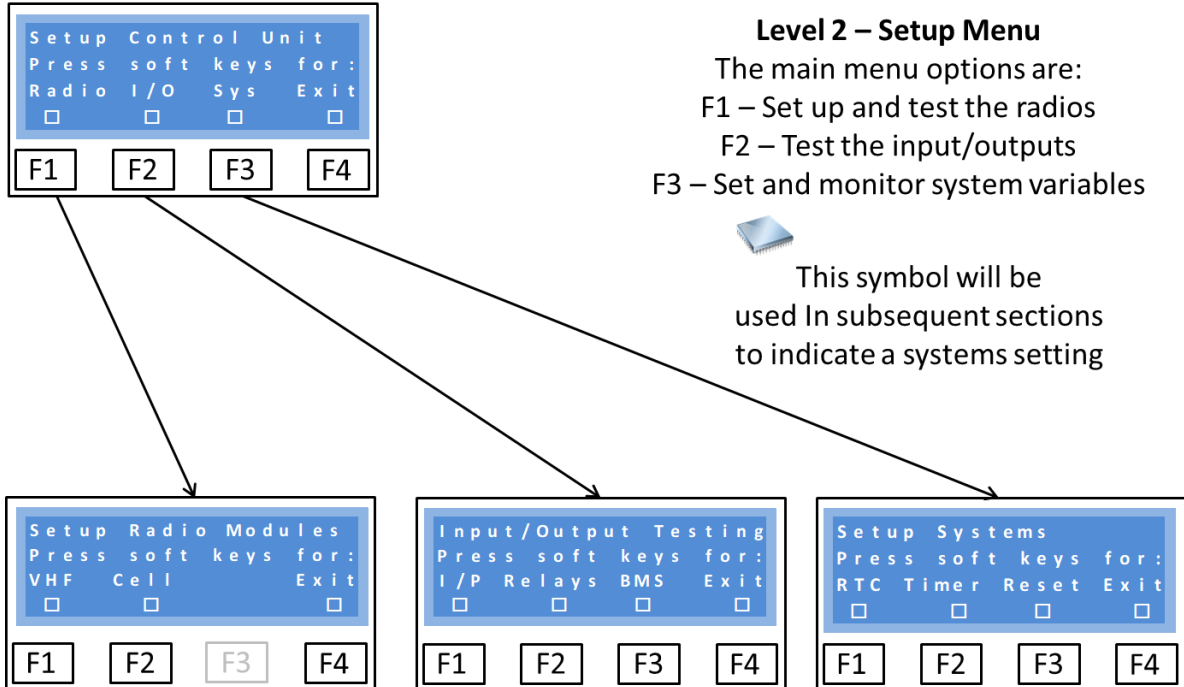 Setup Control Unit
Press soft keys for:
Radio I/O Sys Exit
F1 F2 F3 F4
Level 2 – Setup Menu
The main menu options are:
F1 – Set up and test the radios
F2 – Test the input/outputs
F3 – Set and monitor system variables
This symbol will be
used In subsequent sections
to indicate a systems setting
Setup Radio Modules
Press soft keys for:
VHF Cell Exit
F1 F2 F3 F4
Input/Output Testing
Press soft keys for:
I/P Relays BMS Exit
F1 F2 F3 F4
Setup Systems
Press soft keys for:
RTC Timer Reset Exit
F1 F2 F3 F4